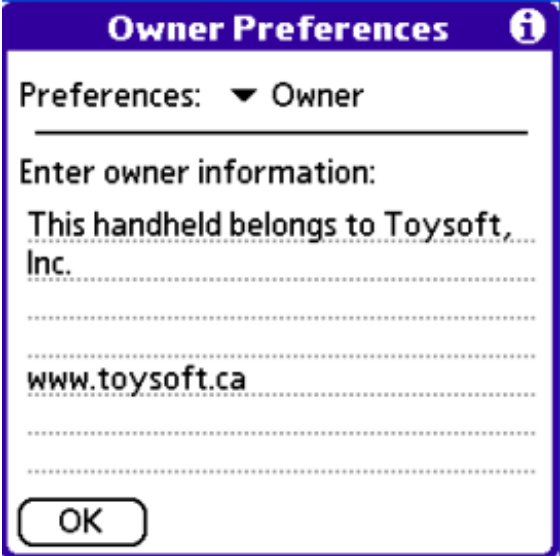 Owner Preferences
Preferences: Owner
Enter owner information:
This handheld belongs to Toysoft,
Inc.
www.toysoft.ca
OK